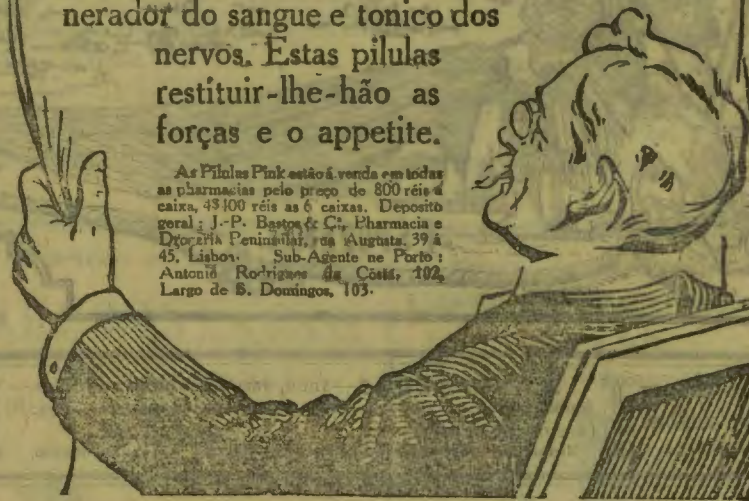 nerador do sangue e tonico dos
nervos. Estas pilulas
restituir-lhe-hão as
forças e o appetite.
As Pilulas Pink estão á venda em todas
as pharmacias pelo preço de 800 réis a
caixa, 4$400 réis as 6 caixas. Deposito
geral: J.-P. Bastos & Cª, Pharmacia e
Drogaria Peninsular, rua Augusta, 39 á
45, Lisboa. Sub-Agente ne Porto:
Antonio Rodrigues da Costa, 102,
Largo de S. Domingos, 103.